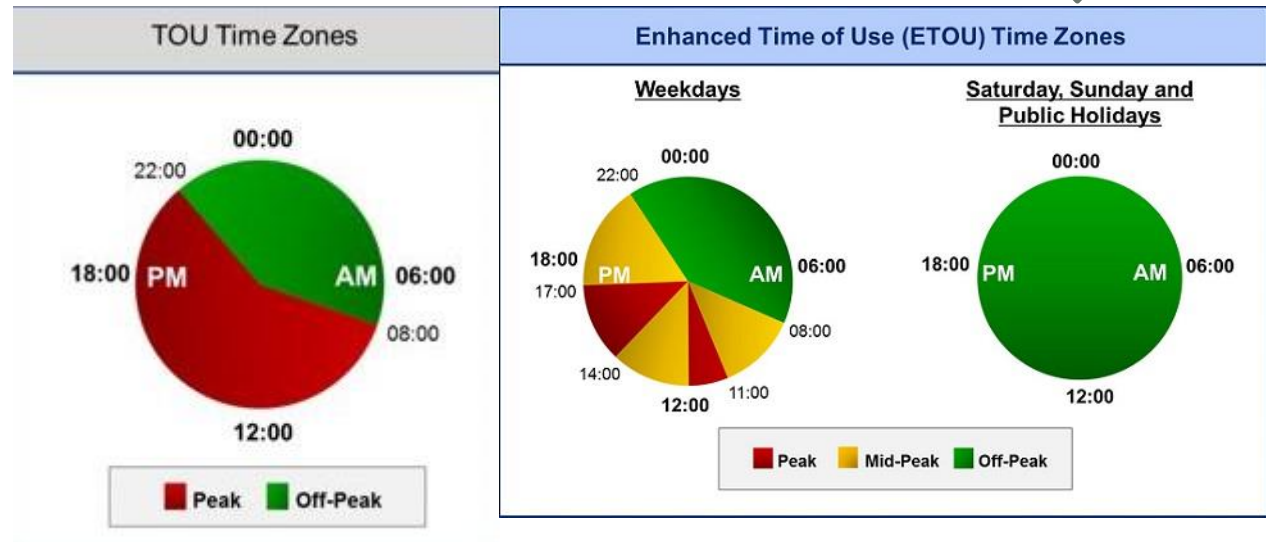 TOU Time Zones
00:00
22:00
18:00 PM AM 06:00
08:00
12:00
Peak Off-Peak
Enhanced Time of Use (ETOU) Time Zones
Weekdays
00:00
22:00
18:00 PM AM 06:00
17:00
08:00
14:00
11:00
12:00
Saturday, Sunday and
Public Holidays
00:00
18:00 PM AM 06:00
12:00
Peak Mid-Peak Off-Peak